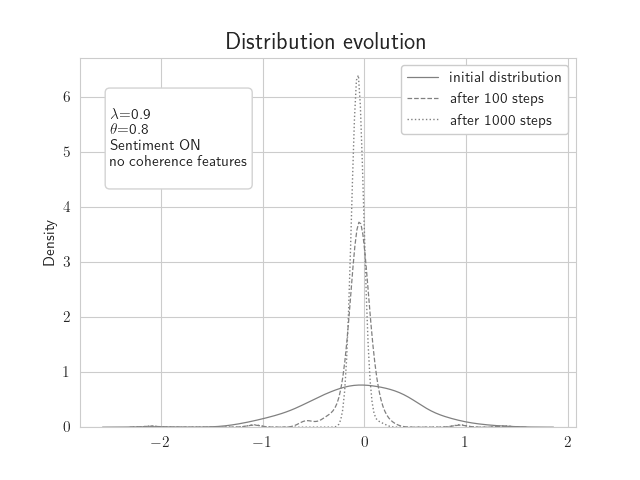 Distribution evolution
initial distribution
after 100 steps
after 1000 steps
λ=0.9
θ=0.8
Sentiment ON
no coherence features
Density
6
5
4
3
2
1
0
−2
−1
0
1
2